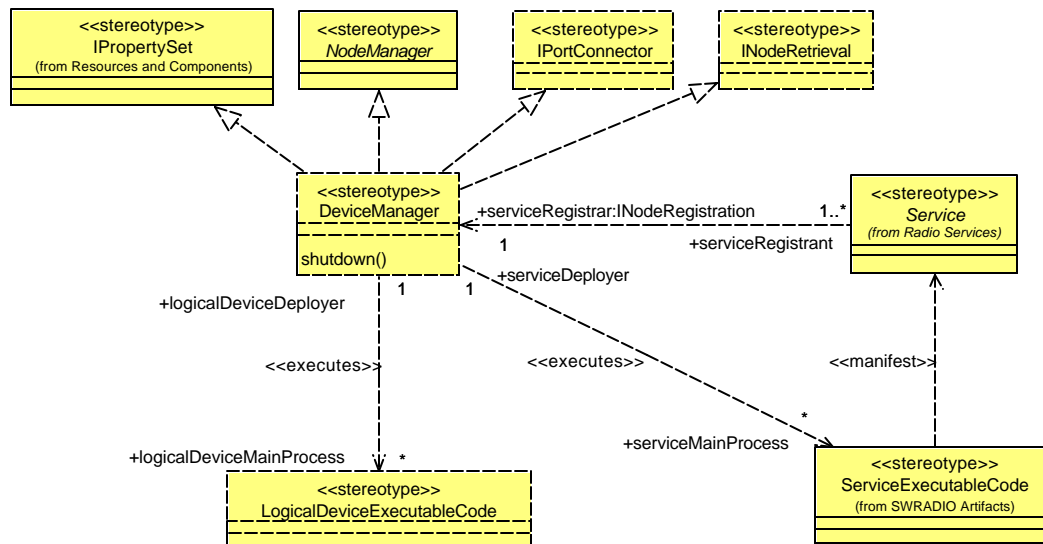 <<stereotype>>
IPropertySet
(from Resources and Components)
<<stereotype>>
NodeManager
<<stereotype>>
IPortConnector
<<stereotype>>
INodeRetrieval
<<stereotype>>
DeviceManager
shutdown()
+serviceRegistrar:INodeRegistration
1..*
1
+serviceRegistrant
<<stereotype>>
Service
(from Radio Services)
+serviceDeployer
1
1
+logicalDeviceDeployer
<<executes>>
<<executes>>
<<manifest>>
*
+serviceMainProcess
+logicalDeviceMainProcess
*
<<stereotype>>
LogicalDeviceExecutableCode
<<stereotype>>
ServiceExecutableCode
(from SWRADIO Artifacts)